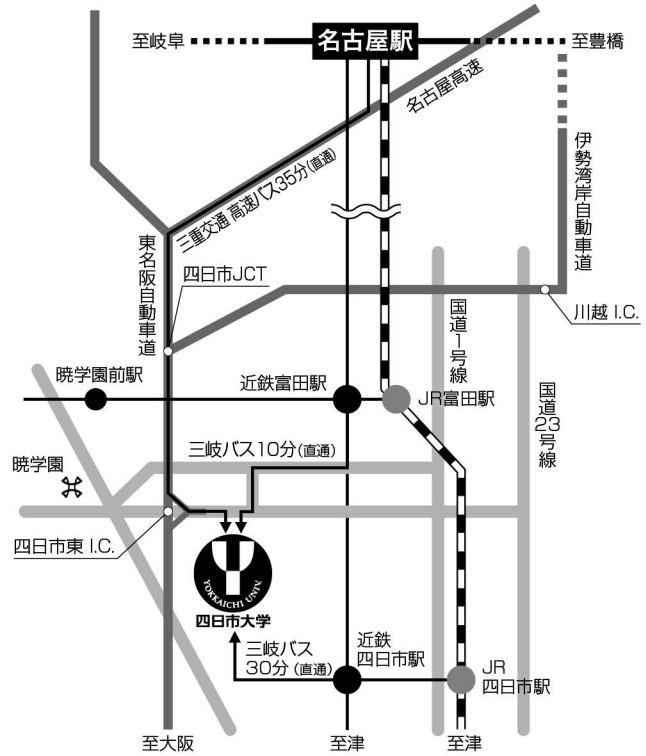 至岐阜
名古屋駅
至豊橋
名古屋高速
三重交通 高速バス35分(直通)
伊勢湾岸自動車道
東名阪自動車道
四日市JCT
川越 I.C.
国道1号線
暁学園前駅
近鉄富田駅
JR富田駅
国道23号線
三岐バス10分(直通)
暁学園
四日市東 I.C.
YOKKAICHI UNIV.
四日市大学
三岐バス
30分(直通)
近鉄
四日市駅
JR
四日市駅
至大阪
至津
至津